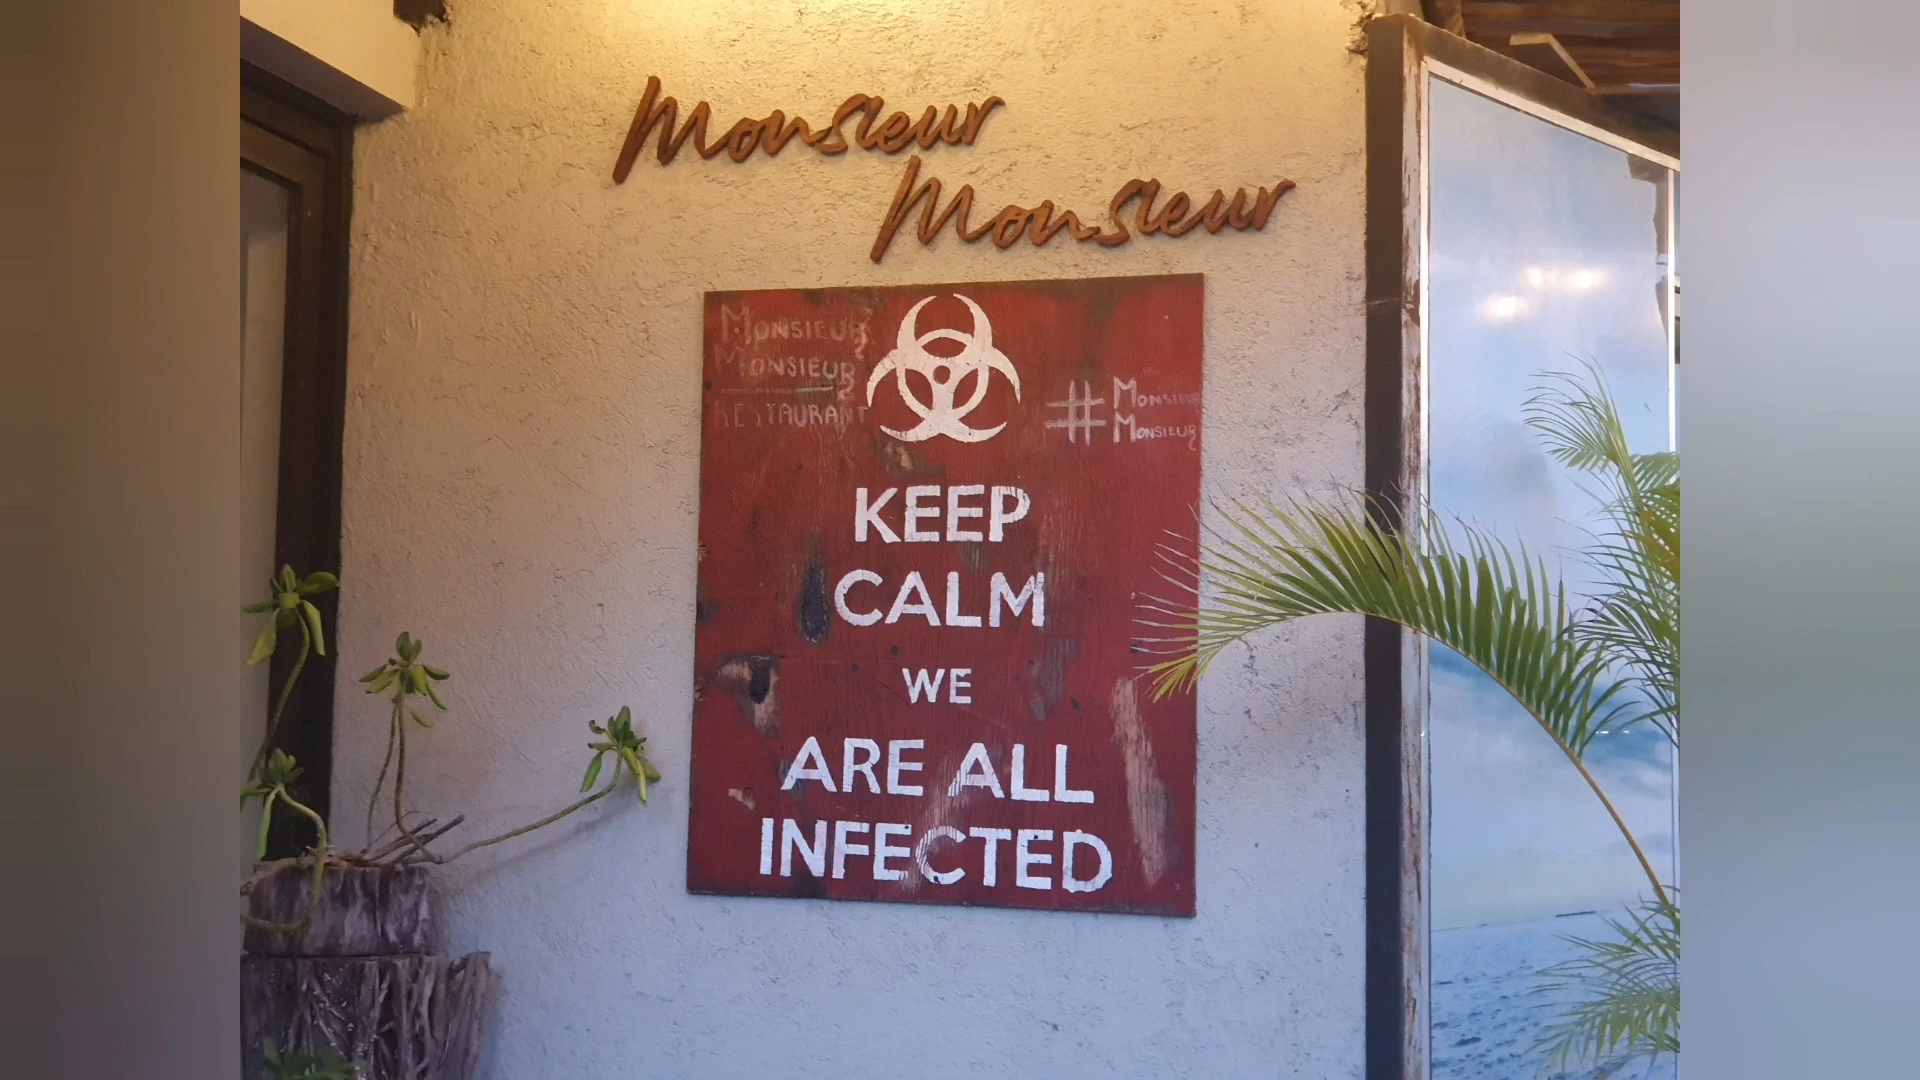 Monsieur
Monsieur
MONSIEUR
MONSIEUR
RESTAURANT
# MONSIEUR
MONSIEUR
KEEP
CALM
WE
ARE ALL
INFECTED